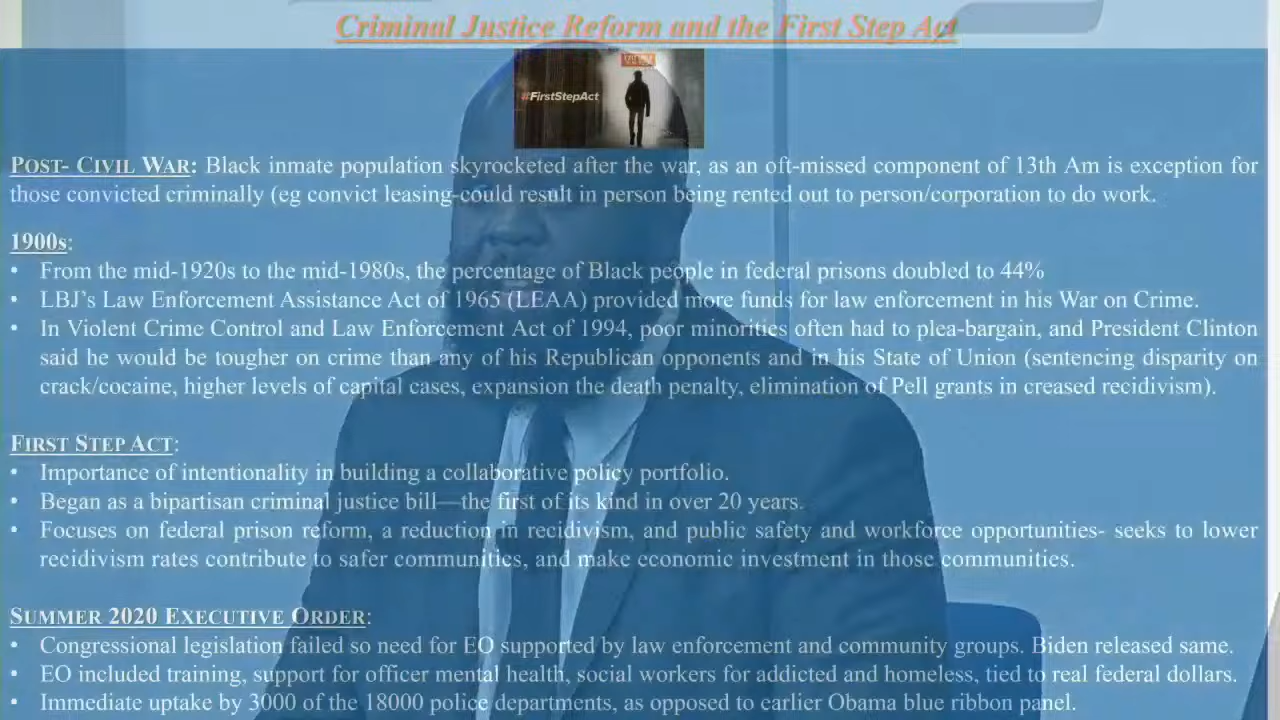 Criminal Justice Reform and the First Step Act
#FirstStepAct
POST- CIVIL WAR: Black inmate population skyrocketed after the war, as an oft-missed component of 13th Am is exception for
those convicted criminally (eg convict leasing-could result in person being rented out to person/corporation to do work.
1900s:
• From the mid-1920s to the mid-1980s, the percentage of Black people in federal prisons doubled to 44%
• LBJ's Law Enforcement Assistance Act of 1965 (LEAA) provided more funds for law enforcement in his War on Crime.
• In Violent Crime Control and Law Enforcement Act of 1994, poor minorities often had to plea-bargain, and President Clinton
said he would be tougher on crime than any of his Republican opponents and in his State of Union (sentencing disparity on
crack/cocaine, higher levels of capital cases, expansion the death penalty, elimination of Pell grants in creased recidivism).
FIRST STEP ACT:
• Importance of intentionality in building a collaborative policy portfolio.
• Began as a bipartisan criminal justice bill—the first of its kind in over 20 years.
• Focuses on federal prison reform, a reduction in recidivism, and public safety and workforce opportunities- seeks to lower
recidivism rates contribute to safer communities, and make economic investment in those communities.
SUMMER 2020 EXECUTIVE ORDER:
• Congressional legislation failed so need for EO supported by law enforcement and community groups. Biden released same.
• EO included training, support for officer mental health, social workers for addicted and homeless, tied to real federal dollars.
• Immediate uptake by 3000 of the 18000 police departments, as opposed to earlier Obama blue ribbon panel.